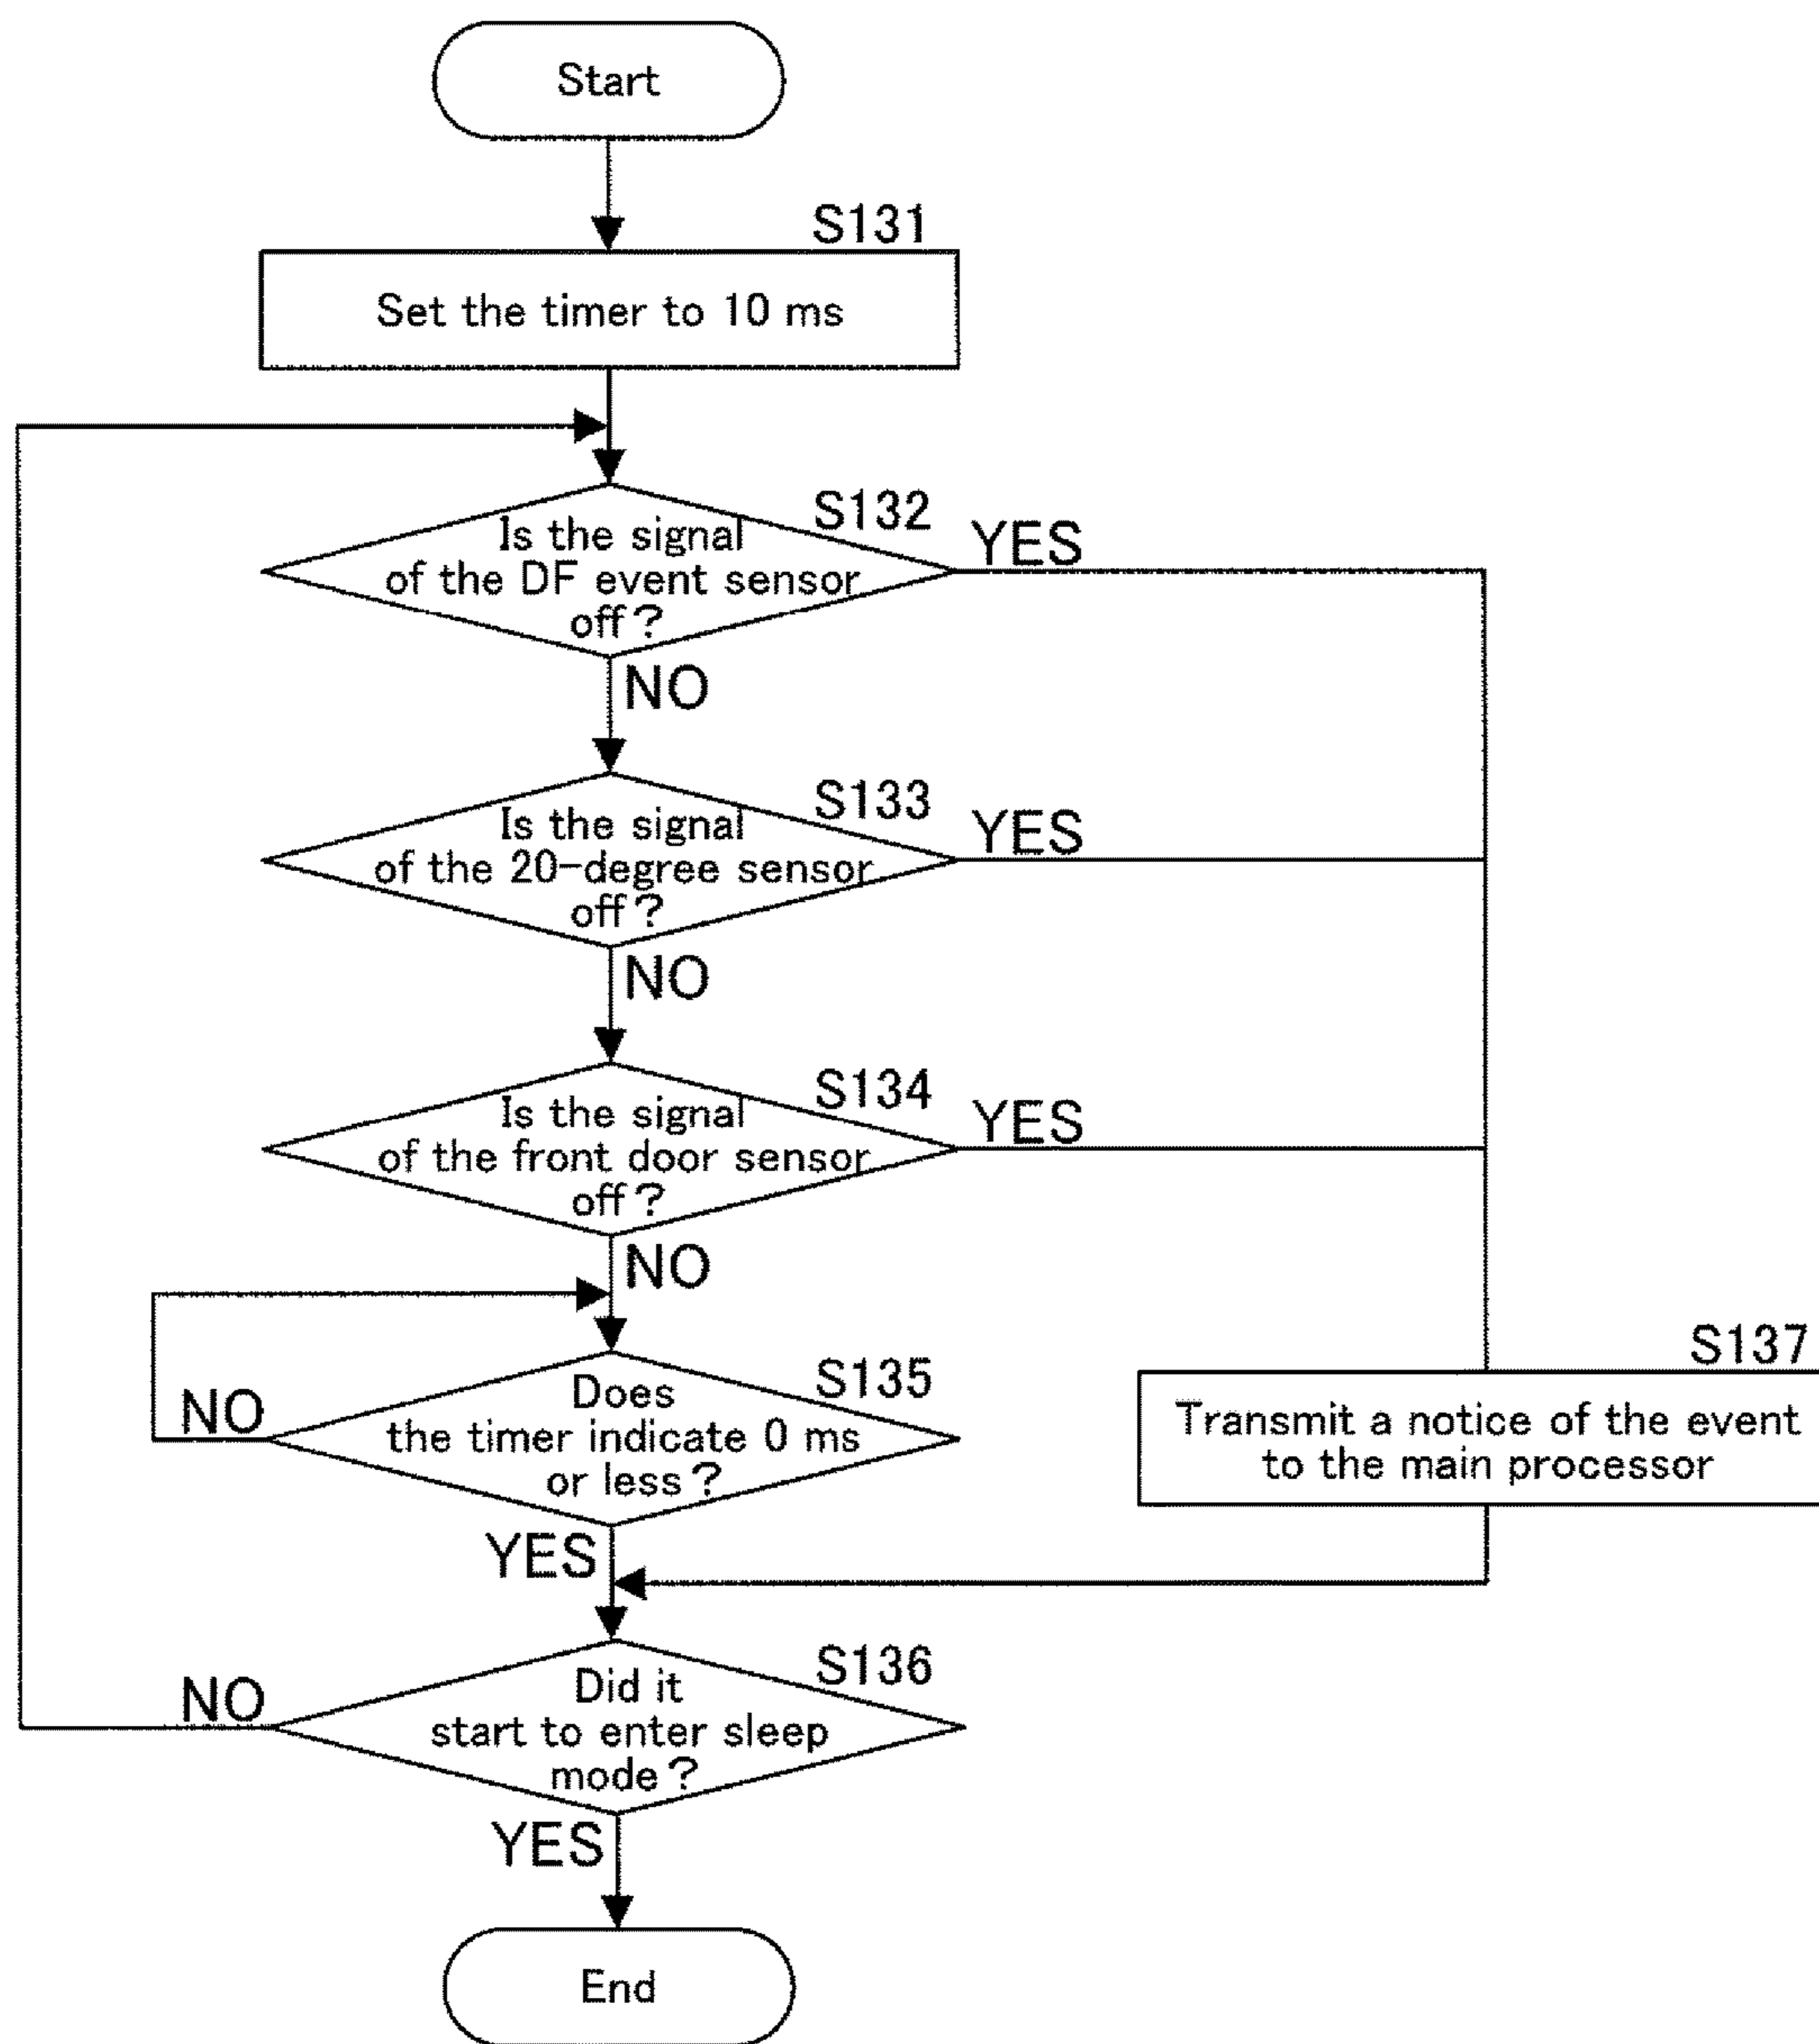 Start
S131
Set the timer to 10 ms
S132
Is the signal
of the DF event sensor
off?
YES
NO
S133
Is the signal
of the 20-degree sensor
off?
YES
NO
S134
Is the signal
of the front door sensor
off?
YES
NO
S135
Does
the timer indicate 0 ms
or less?
NO
YES
S137
Transmit a notice of the event
to the main processor
S136
Did it
start to enter sleep
mode?
NO
YES
End